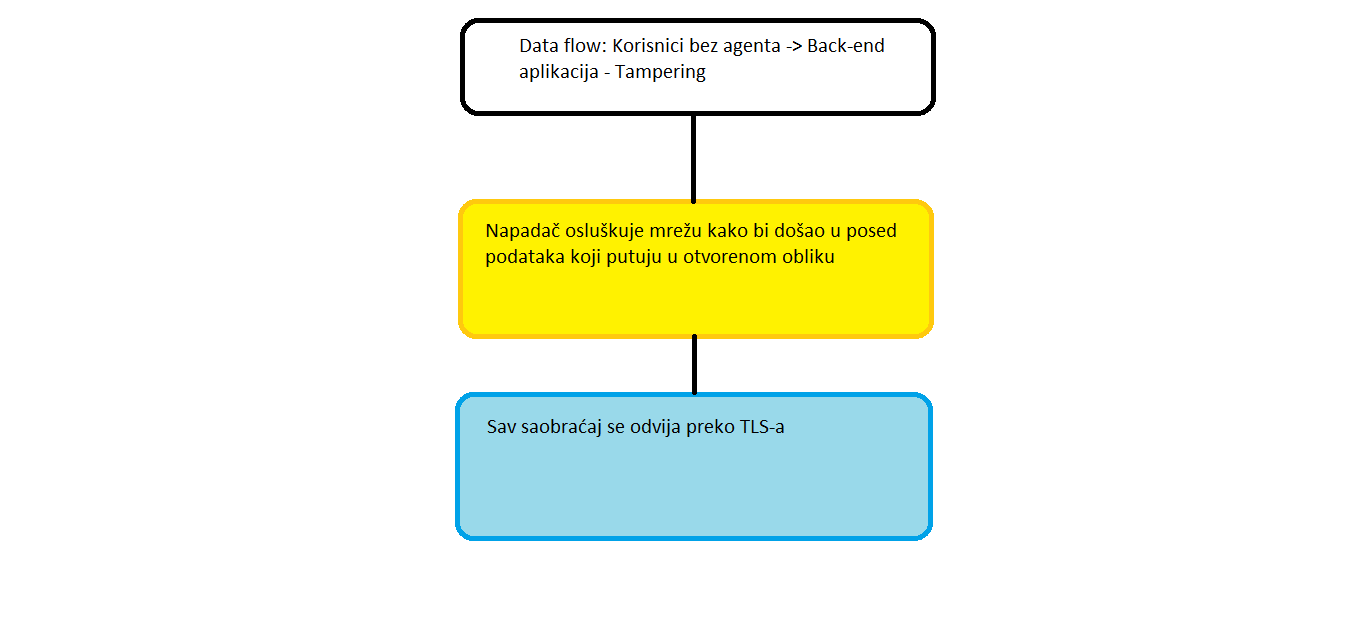 Data flow: Korisnici bez agenta -> Back-end
aplikacija - Tampering
Napadač osluškuje mrežu kako bi došao u posed
podataka koji putuju u otvorenom obliku
Sav saobraćaj se odvija preko TLS-a